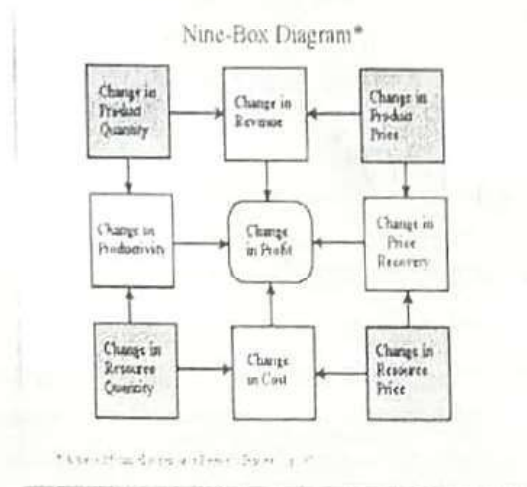 Nine-Box Diagram*
Change in
Product
Quantity
Change in
Revenue
Change in
Product
Price
Change in
Productivity
Change
in Profit
Change in
Price
Recovery
Change in
Resource
Quantity
Change
in Cost
Change in
Resource
Price